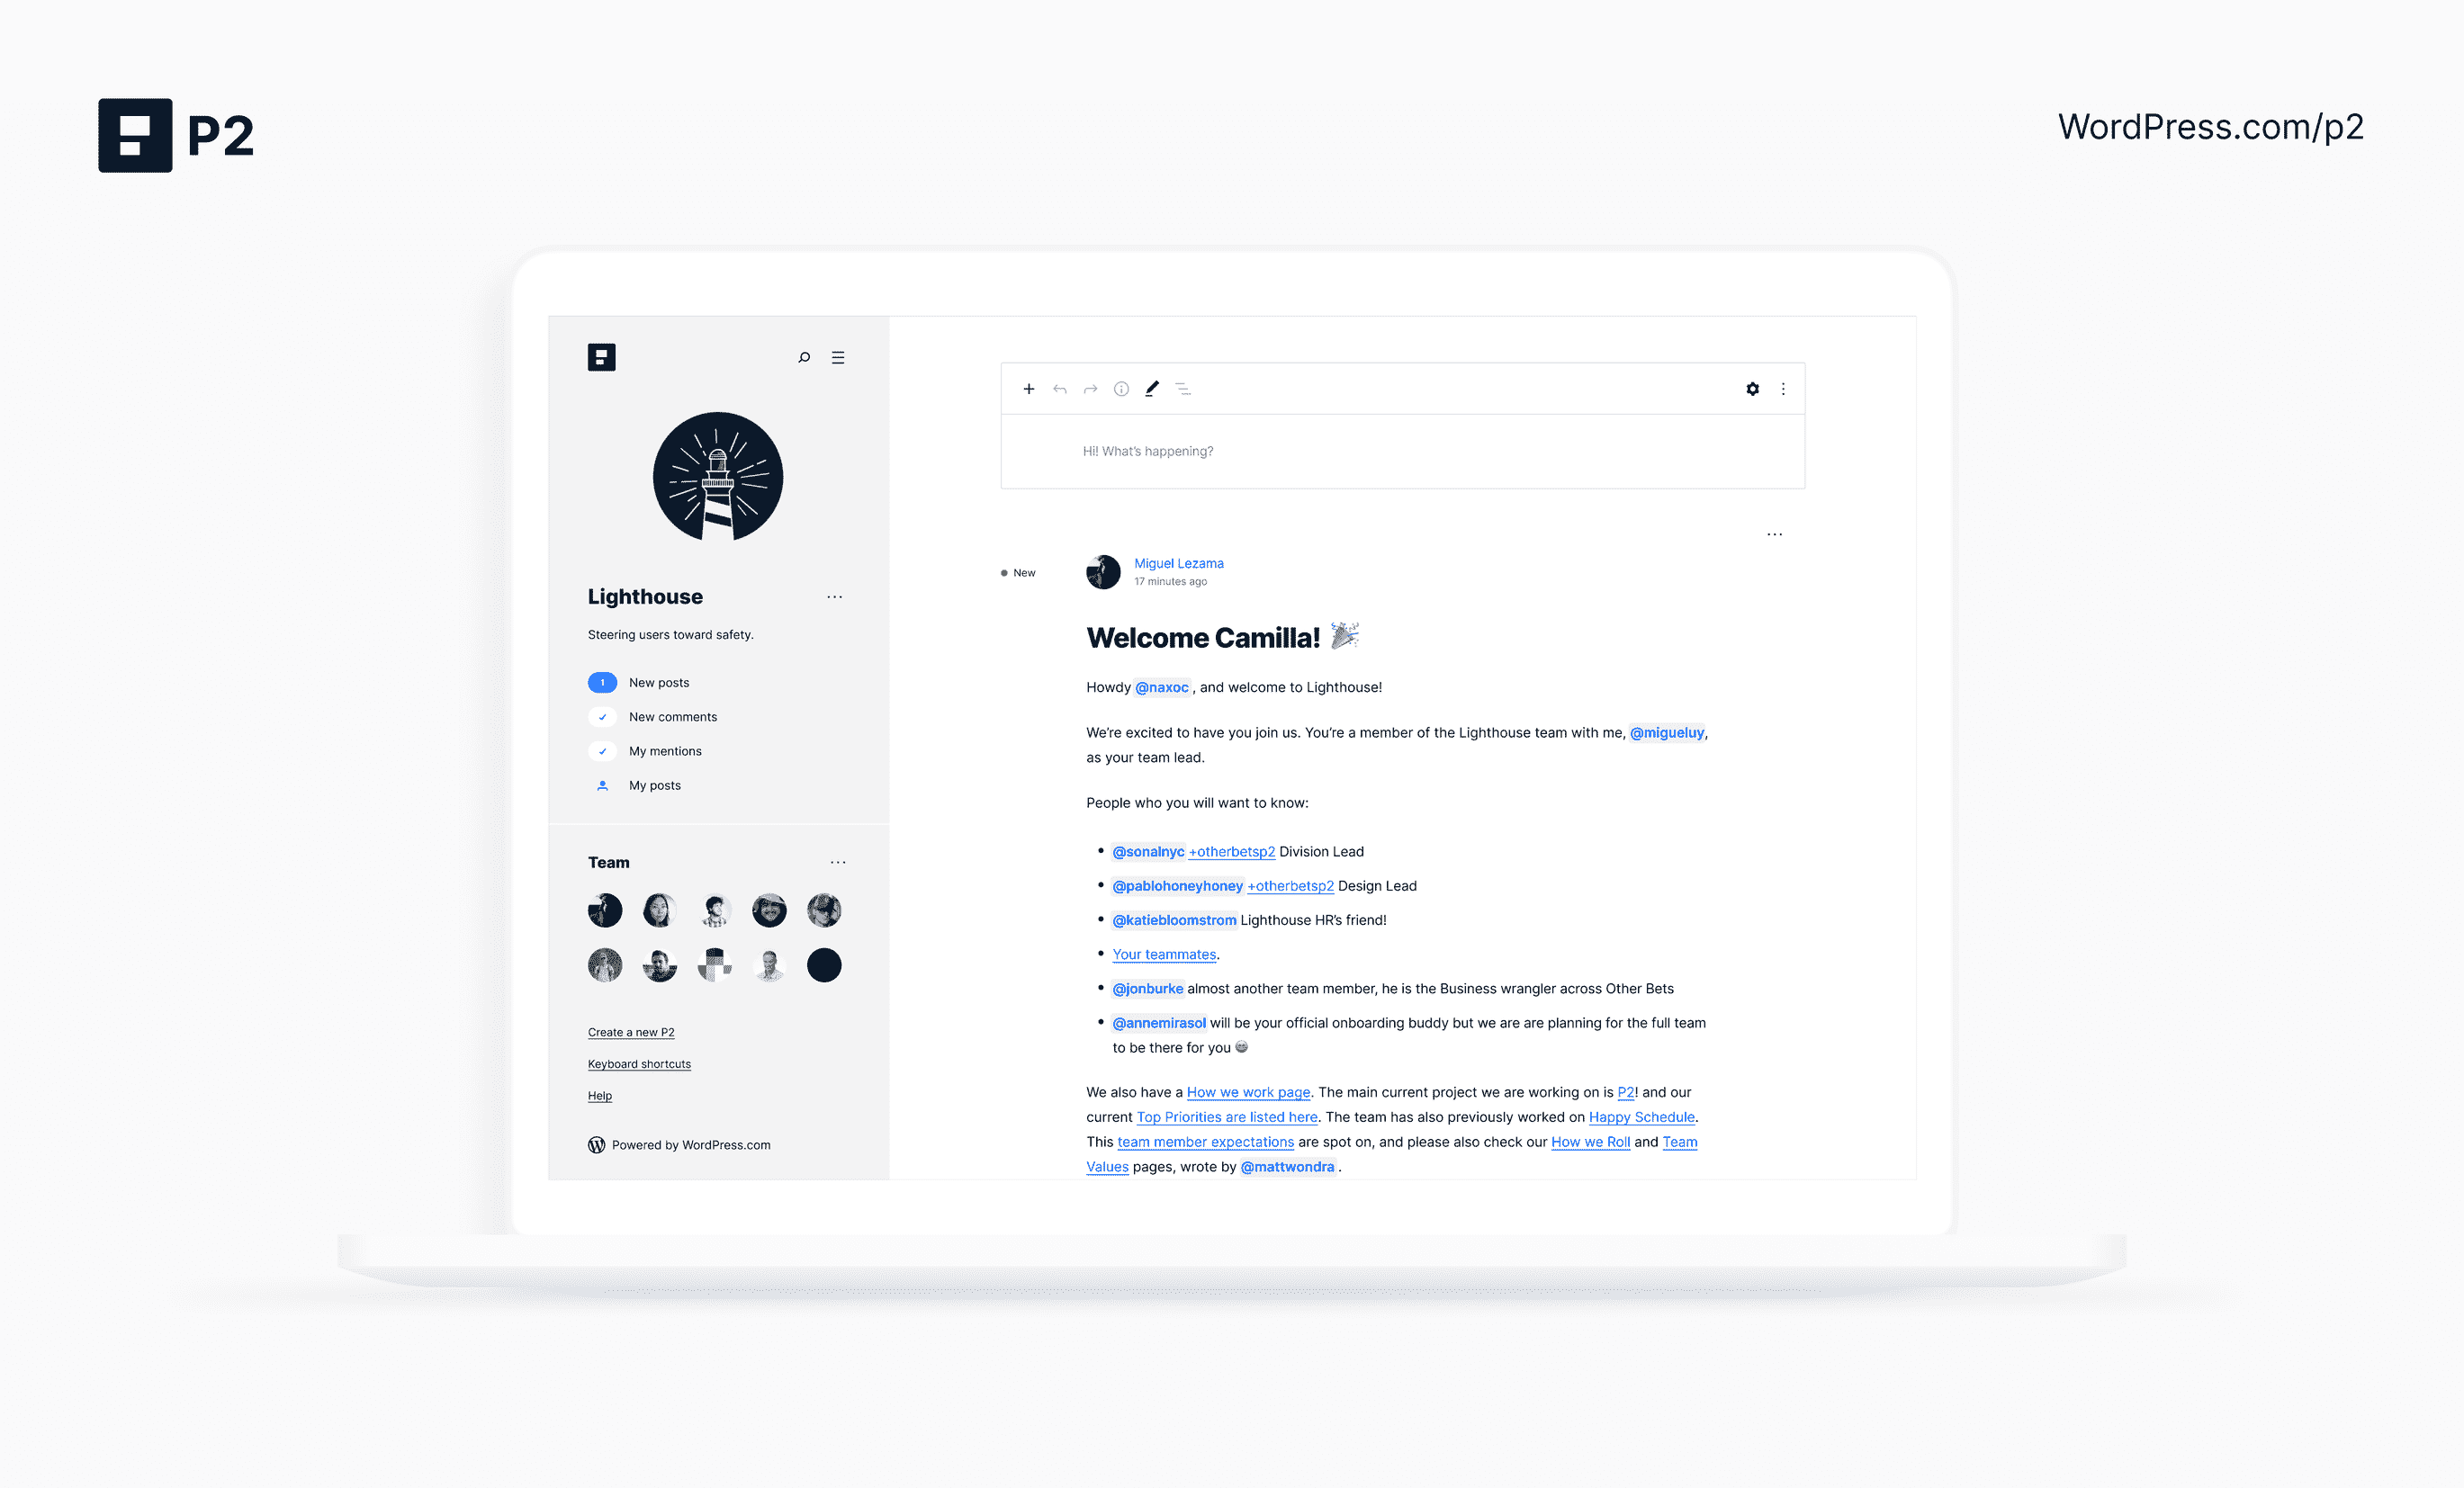 P2
WordPress.com/p2
Lighthouse
Steering users toward safety.
1 New posts
New comments
My mentions
My posts
Team
Create a new P2
Keyboard shortcuts
Help
Powered by WordPress.com
Hi! What's happening?
New
Miguel Lezama
17 minutes ago
Welcome Camilla! 🎉
Howdy @naxoc , and welcome to Lighthouse!
We're excited to have you join us. You're a member of the Lighthouse team with me, @migueluy,
as your team lead.
People who you will want to know:
• @sonalnyc +otherbetsp2 Division Lead
• @pablohoneyhoney +otherbetsp2 Design Lead
• @katiebloomstrom Lighthouse HR's friend!
• Your teammates.
• @jonburke almost another team member, he is the Business wrangler across Other Bets
• @annemirasol will be your official onboarding buddy but we are are planning for the full team
to be there for you 😀
We also have a How we work page. The main current project we are working on is P2! and our
current Top Priorities are listed here. The team has also previously worked on Happy Schedule.
This team member expectations are spot on, and please also check our How we Roll and Team
Values pages, wrote by @mattwondra .